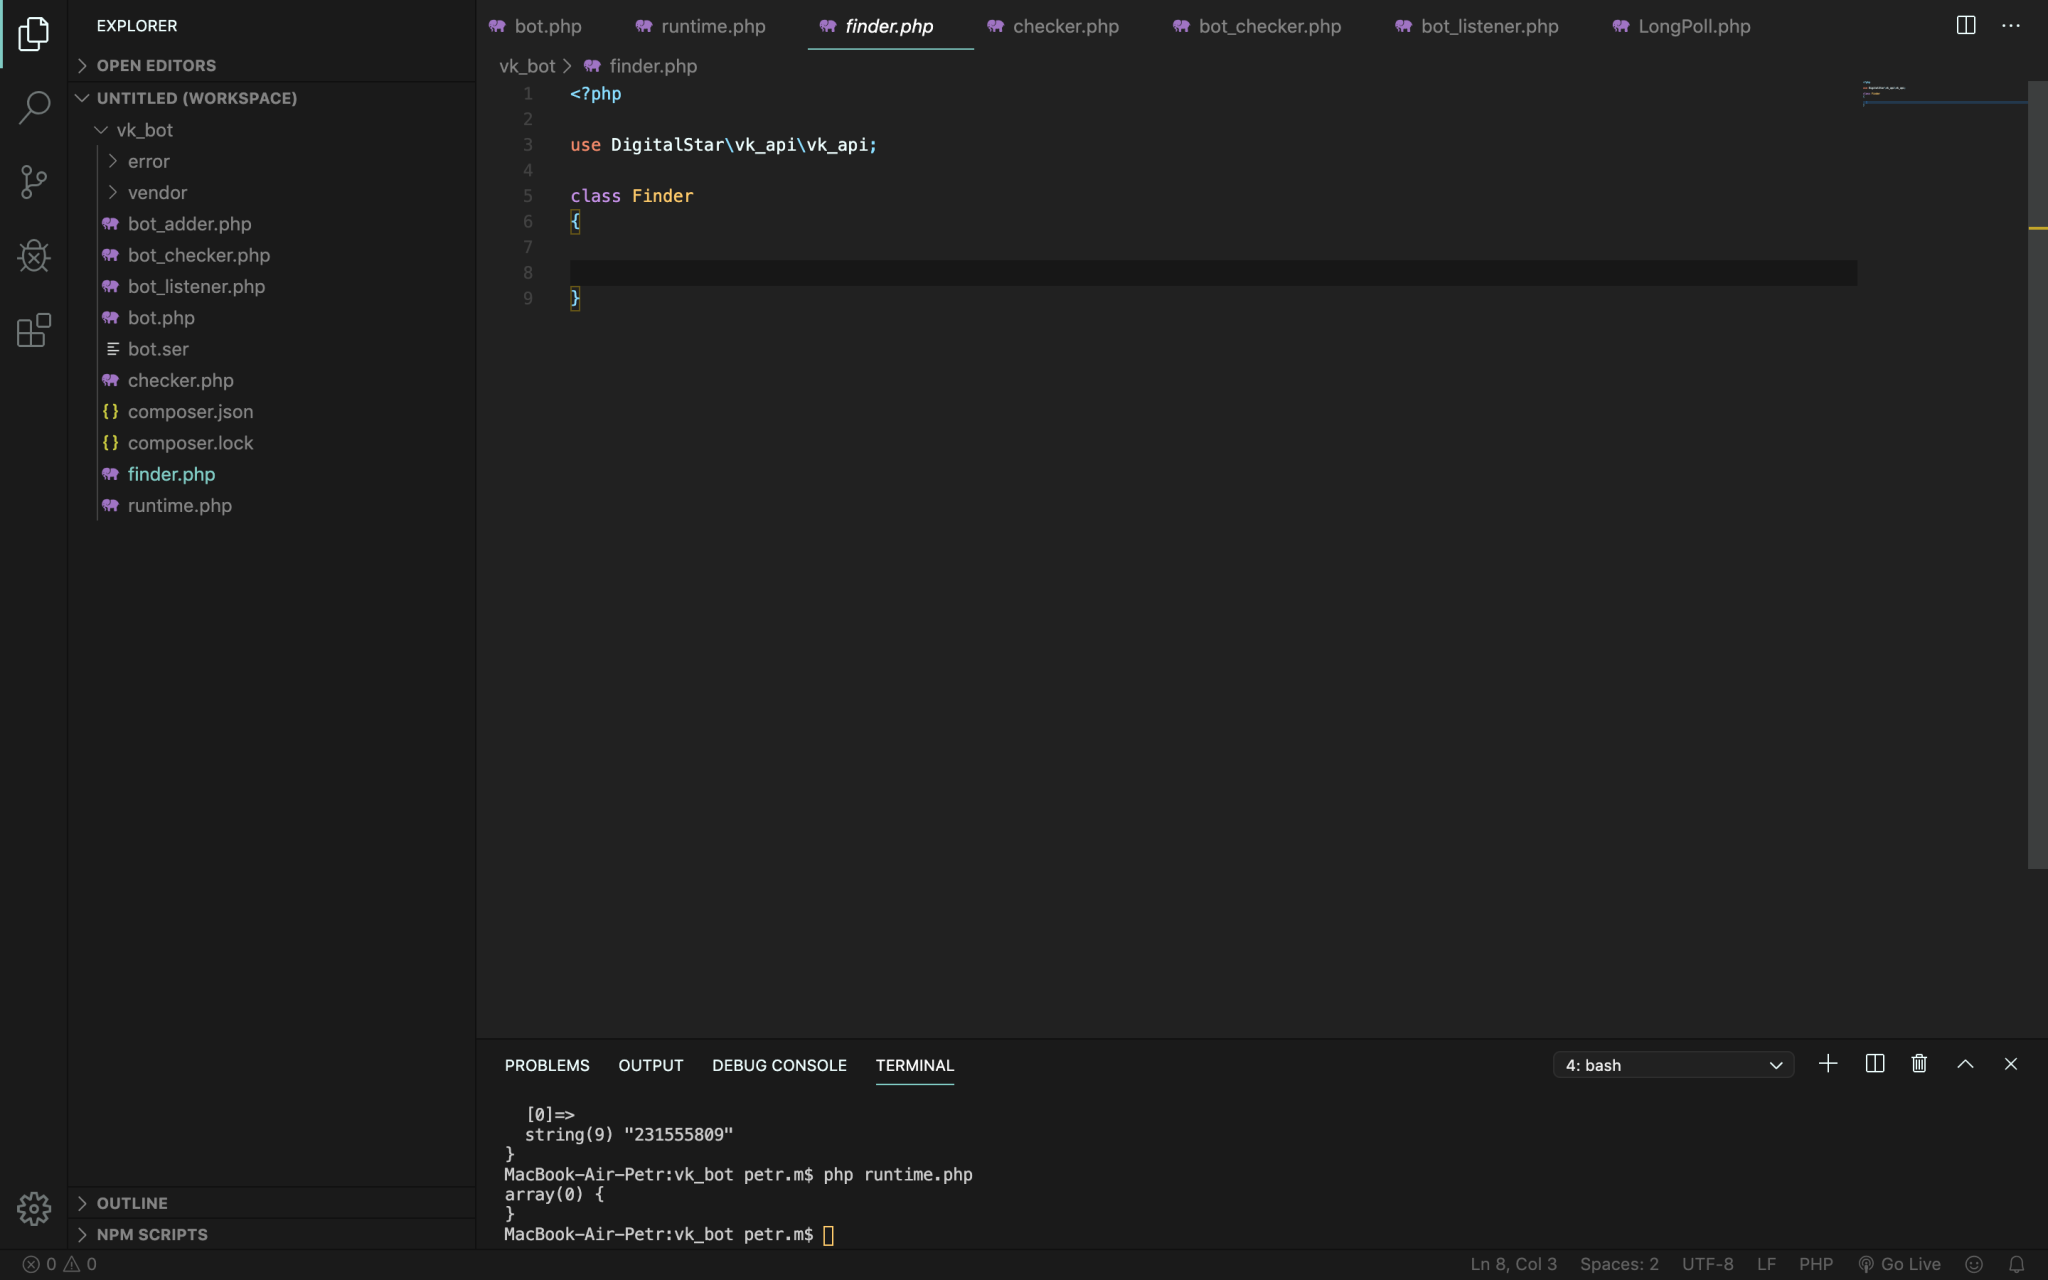 EXPLORER
OPEN EDITORS
UNTITLED (WORKSPACE)
vk_bot
error
vendor
bot_adder.php
bot_checker.php
bot_listener.php
bot.php
bot.ser
checker.php
composer.json
composer.lock
finder.php
runtime.php
OUTLINE
NPM SCRIPTS
bot.php runtime.php finder.php checker.php bot_checker.php bot_listener.php LongPoll.php
vk_bot > finder.php
1 <?php
2
3 use DigitalStar\vk_api\vk_api;
4
5 class Finder
6 {
7
8
9 }
PROBLEMS OUTPUT DEBUG CONSOLE TERMINAL 4: bash
[0]=>
string(9) "231555809"
}
MacBook-Air-Petr:vk_bot petr.m$ php runtime.php
array(0) {
}
MacBook-Air-Petr:vk_bot petr.m$
0 0 Ln 8, Col 3 Spaces: 2 UTF-8 LF PHP Go Live